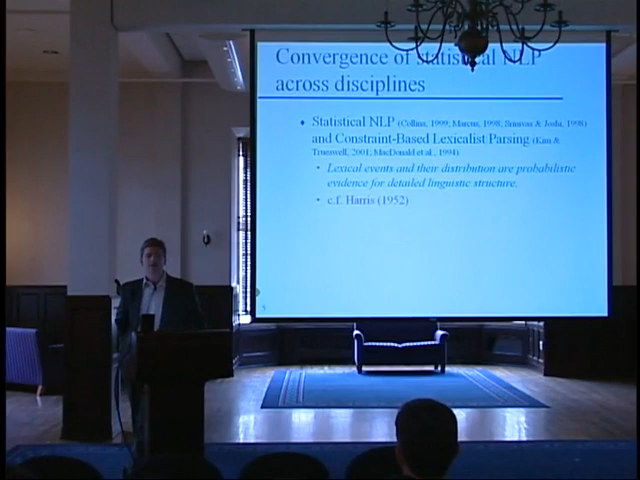 Convergence of statistical NLP
across disciplines
Statistical NLP (Collins, 1999; Marcus, 1998; Srinivas & Joshi, 1998)
and Constraint-Based Lexicalist Parsing (Kim &
Trueswell, 2001; MacDonald et al., 1994)
Lexical events and their distribution are probabilistic
evidence for detailed linguistic structure.
c.f. Harris (1952)